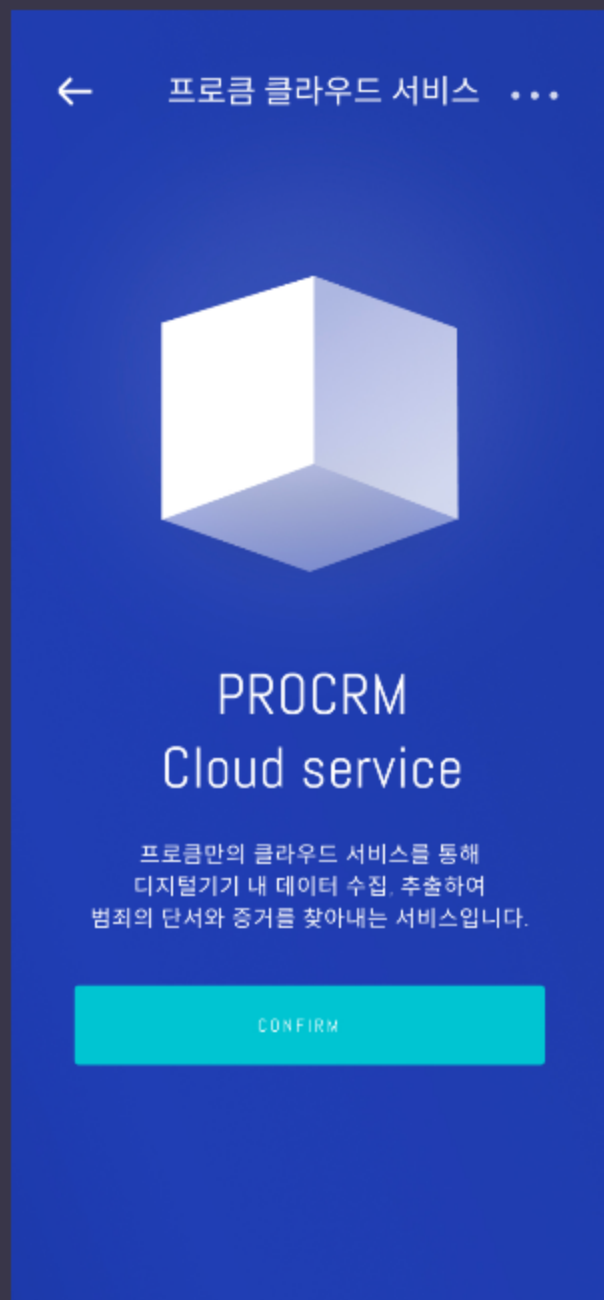 프로큼 클라우드 서비스
PROCRM
Cloud service
프로큼만의 클라우드 서비스를 통해
디지털기기 내 데이터 수집, 추출하여
범죄의 단서와 증거를 찾아내는 서비스입니다.
CONFIRM